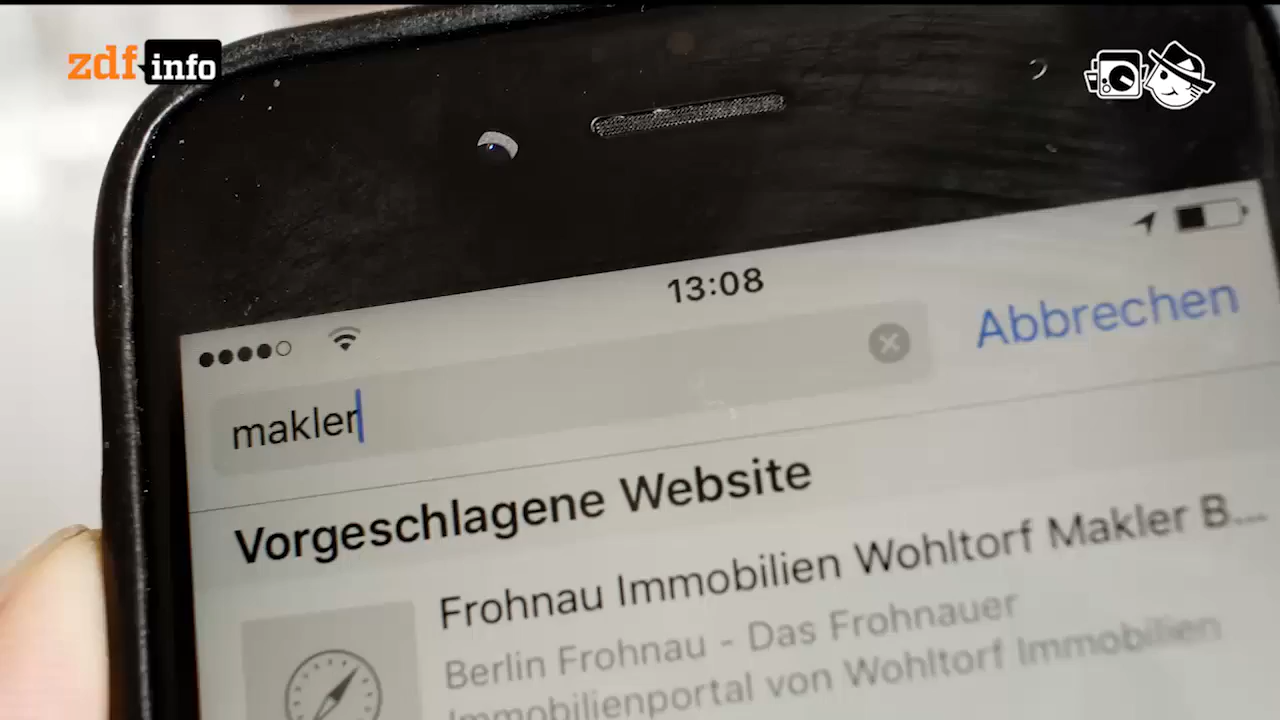 zdf info
13:08
makler
Abbrechen
Vorgeschlagene Website
Frohnau Immobilien Wohltorf Makler B...
Berlin Frohnau - Das Frohnauer
Immobilienportal von Wohltorf Immobilien